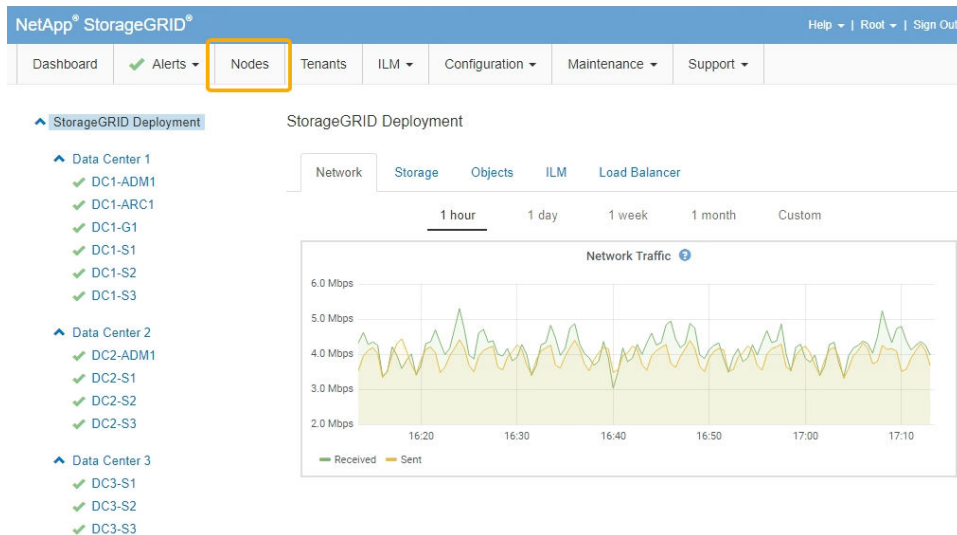 NetApp® StorageGRID®
Help | Root | Sign Out
Dashboard Alerts Nodes Tenants ILM Configuration Maintenance Support
StorageGRID Deployment
Data Center 1
DC1-ADM1
DC1-ARC1
DC1-G1
DC1-S1
DC1-S2
DC1-S3
Data Center 2
DC2-ADM1
DC2-S1
DC2-S2
DC2-S3
Data Center 3
DC3-S1
DC3-S2
DC3-S3
StorageGRID Deployment
Network Storage Objects ILM Load Balancer
1 hour 1 day 1 week 1 month Custom
Network Traffic ?
6.0 Mbps
5.0 Mbps
4.0 Mbps
3.0 Mbps
2.0 Mbps
16:20 16:30 16:40 16:50 17:00 17:10
Received Sent